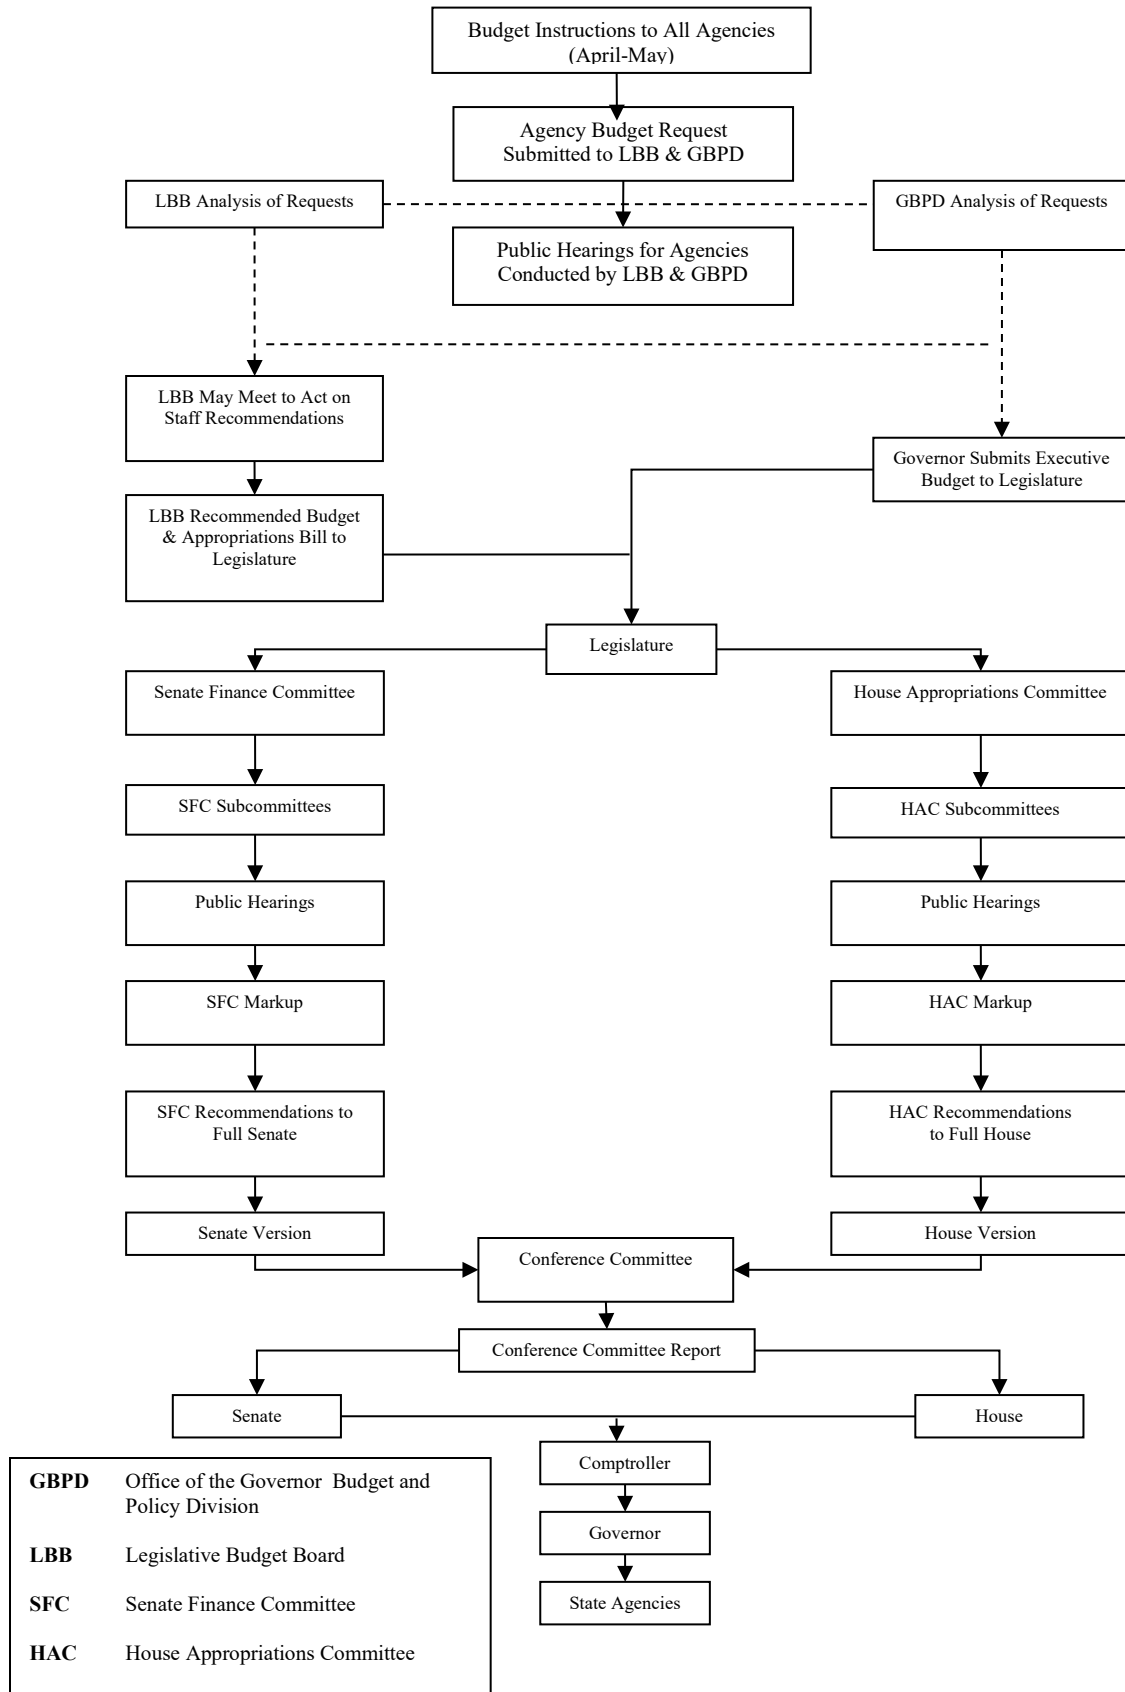 Budget Instructions to All Agencies
(April-May)
Agency Budget Request
Submitted to LBB & GBPD
LBB Analysis of Requests
GBPD Analysis of Requests
Public Hearings for Agencies
Conducted by LBB & GBPD
LBB May Meet to Act on
Staff Recommendations
Governor Submits Executive
Budget to Legislature
LBB Recommended Budget
& Appropriations Bill to
Legislature
Legislature
Senate Finance Committee
House Appropriations Committee
SFC Subcommittees
HAC Subcommittees
Public Hearings
Public Hearings
SFC Markup
HAC Markup
SFC Recommendations to
Full Senate
HAC Recommendations
to Full House
Senate Version
House Version
Conference Committee
Conference Committee Report
Senate
House
Comptroller
Governor
State Agencies
GBPD Office of the Governor Budget and
Policy Division
LBB Legislative Budget Board
SFC Senate Finance Committee
HAC House Appropriations Committee